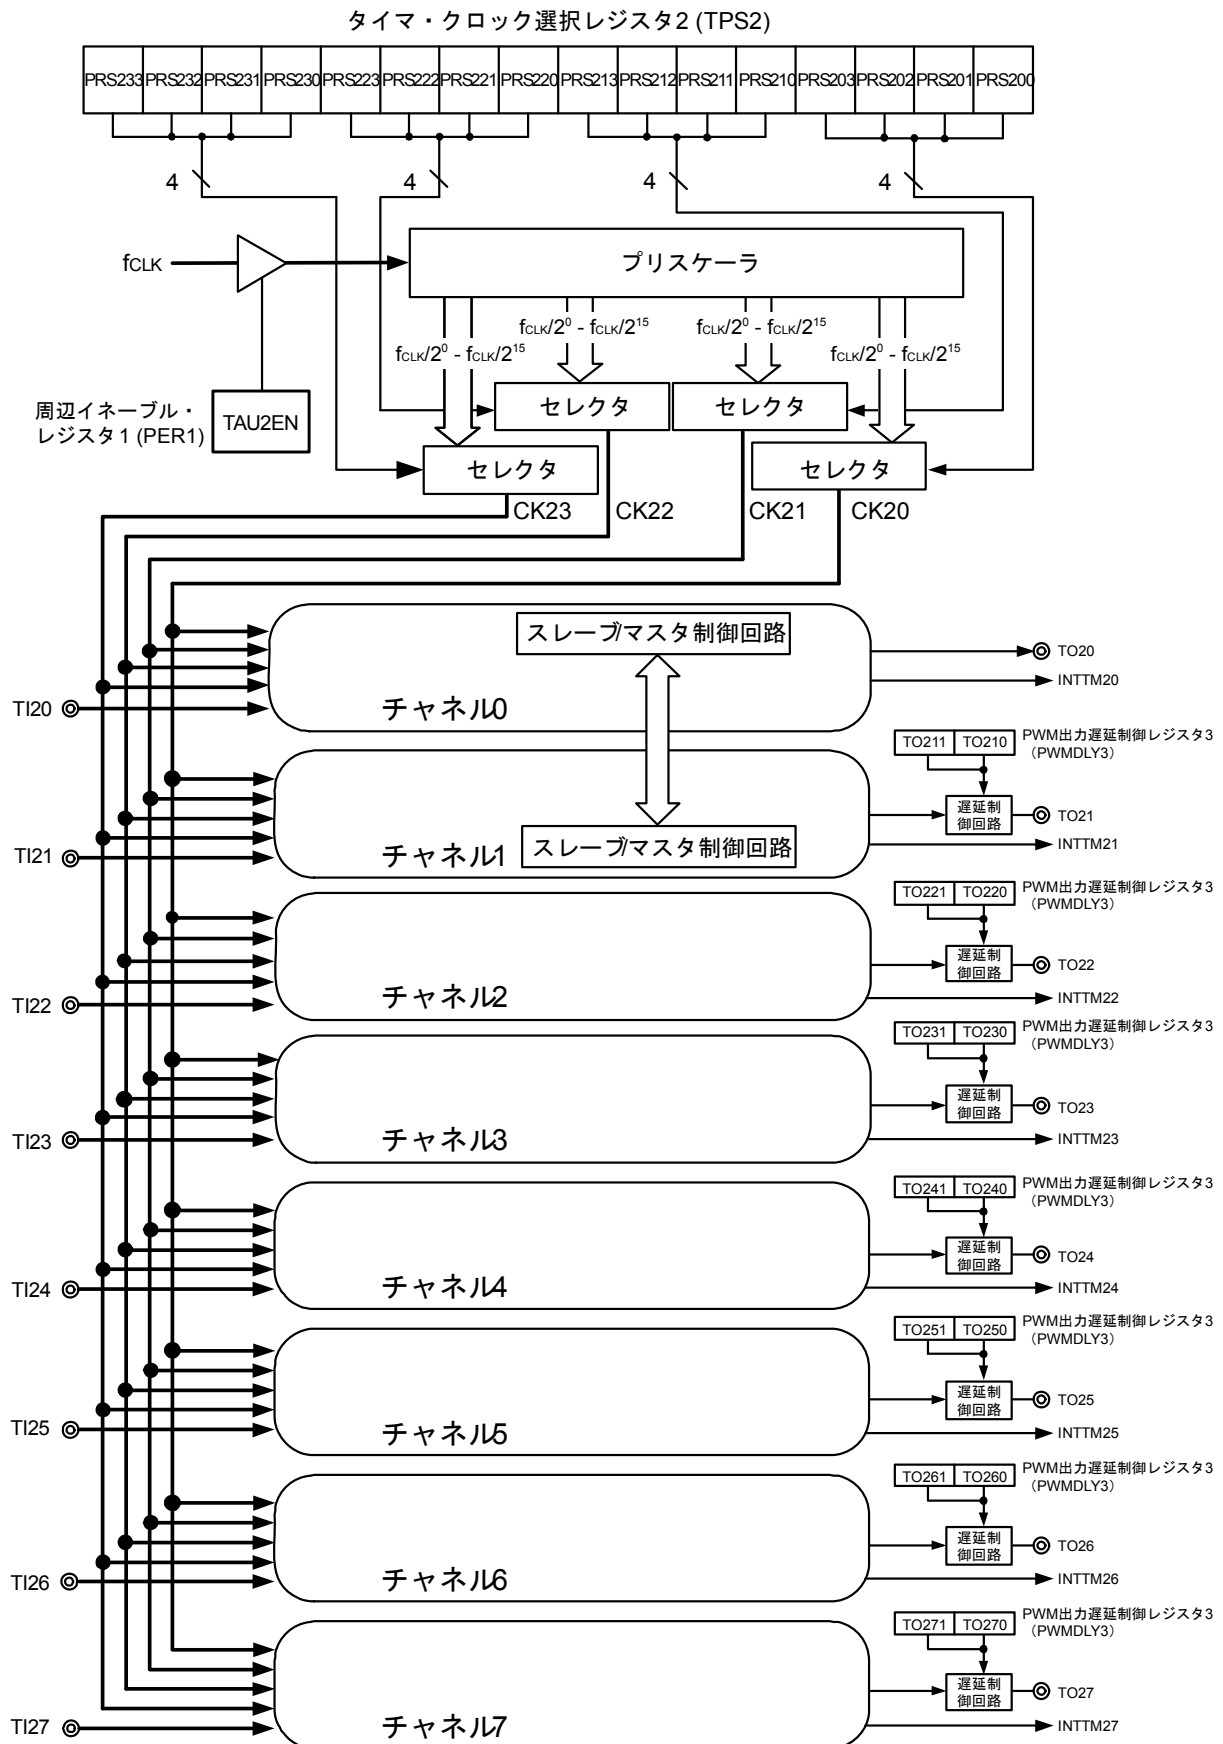 タイマ・クロック選択レジスタ2 (TPS2)
PRS233 PRS232 PRS231 PRS230 PRS223 PRS222 PRS221 PRS220 PRS213 PRS212 PRS211 PRS210 PRS203 PRS202 PRS201 PRS200
4 4 4 4
fCLK
プリスケーラ
fCLK/2⁰ - fCLK/2¹⁵ fCLK/2⁰ - fCLK/2¹⁵
fCLK/2⁰ - fCLK/2¹⁵ fCLK/2⁰ - fCLK/2¹⁵
周辺イネーブル・
レジスタ1 (PER1)
TAU2EN
セレクタ セレクタ
セレクタ セレクタ
CK23 CK22 CK21 CK20
スレーブ/マスタ制御回路
TO20
INTTM20
TI20
チャネル0
PWM出力遅延制御レジスタ3
(PWMDLY3)
TO211 TO210
遅延制
御回路
TO21
INTTM21
TI21
チャネル1
スレーブ/マスタ制御回路
PWM出力遅延制御レジスタ3
(PWMDLY3)
TO221 TO220
遅延制
御回路
TO22
INTTM22
TI22
チャネル2
PWM出力遅延制御レジスタ3
(PWMDLY3)
TO231 TO230
遅延制
御回路
TO23
INTTM23
TI23
チャネル3
PWM出力遅延制御レジスタ3
(PWMDLY3)
TO241 TO240
遅延制
御回路
TO24
INTTM24
TI24
チャネル4
PWM出力遅延制御レジスタ3
(PWMDLY3)
TO251 TO250
遅延制
御回路
TO25
INTTM25
TI25
チャネル5
PWM出力遅延制御レジスタ3
(PWMDLY3)
TO261 TO260
遅延制
御回路
TO26
INTTM26
TI26
チャネル6
PWM出力遅延制御レジスタ3
(PWMDLY3)
TO271 TO270
遅延制
御回路
TO27
INTTM27
TI27
チャネル7